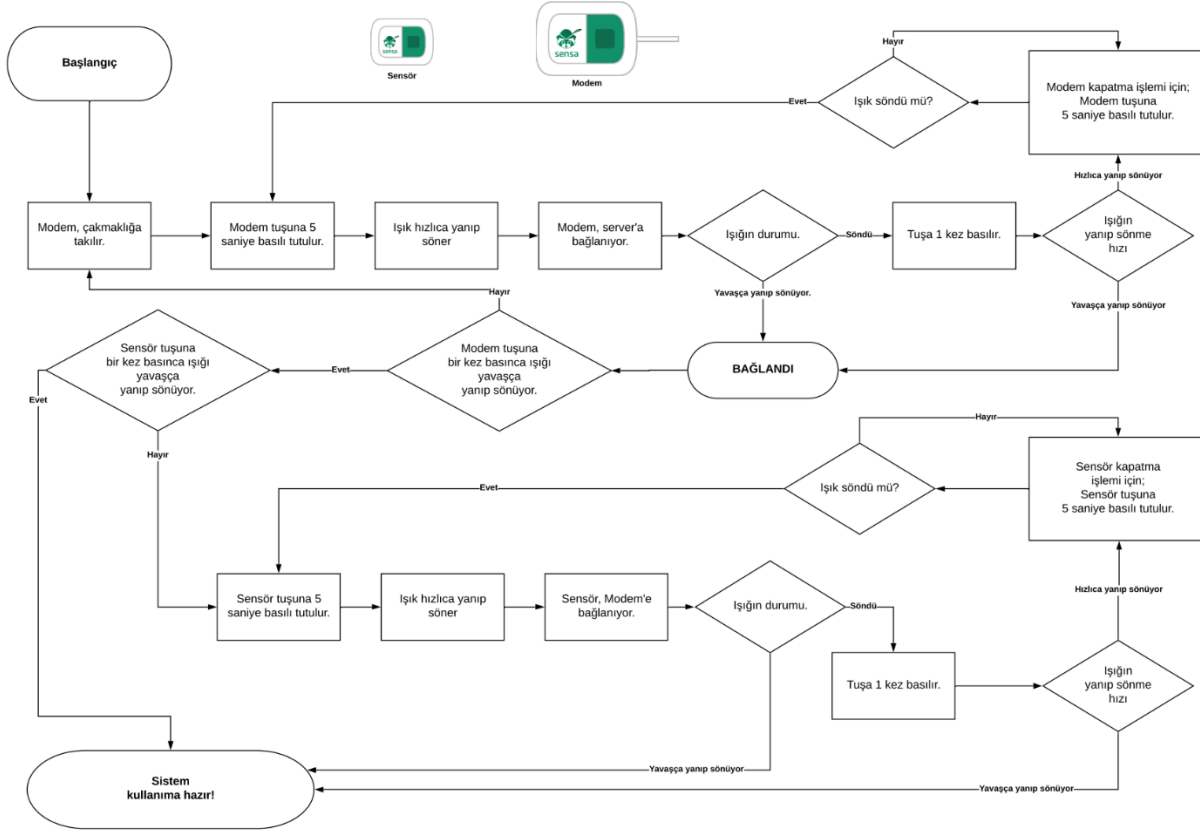 Başlangıç
sensa
Sensör
sensa
Modem
Hayır
Işık söndü mü?
Evet
Modem kapatma işlemi için;
Modem tuşuna
5 saniye basılı tutulur.
Hızlıca yanıp sönüyor
Modem, çakmaklığa
takılır.
Modem tuşuna 5
saniye basılı tutulur.
Işık hızlıca yanıp
söner
Modem, server'a
bağlanıyor.
Işığın durumu.
Söndü
Tuşa 1 kez basılır.
Işığın
yanıp sönme
hızı
Yavaşça yanıp sönüyor.
Yavaşça yanıp sönüyor
Hayır
Sensör tuşuna
bir kez basınca ışığı
yavaşça
yanıp sönüyor.
Evet
Modem tuşuna
bir kez basınca ışığı
yavaşça
yanıp sönüyor.
BAĞLANDI
Evet
Hayır
Hayır
Işık söndü mü?
Evet
Sensör kapatma
işlemi için;
Sensör tuşuna
5 saniye basılı tutulur.
Hızlıca yanıp sönüyor
Sensör tuşuna 5
saniye basılı tutulur.
Işık hızlıca yanıp
söner
Sensör, Modem'e
bağlanıyor.
Işığın durumu.
Söndü
Tuşa 1 kez basılır.
Işığın
yanıp sönme
hızı
Yavaşça yanıp sönüyor
Yavaşça yanıp sönüyor
Sistem
kullanıma hazır!